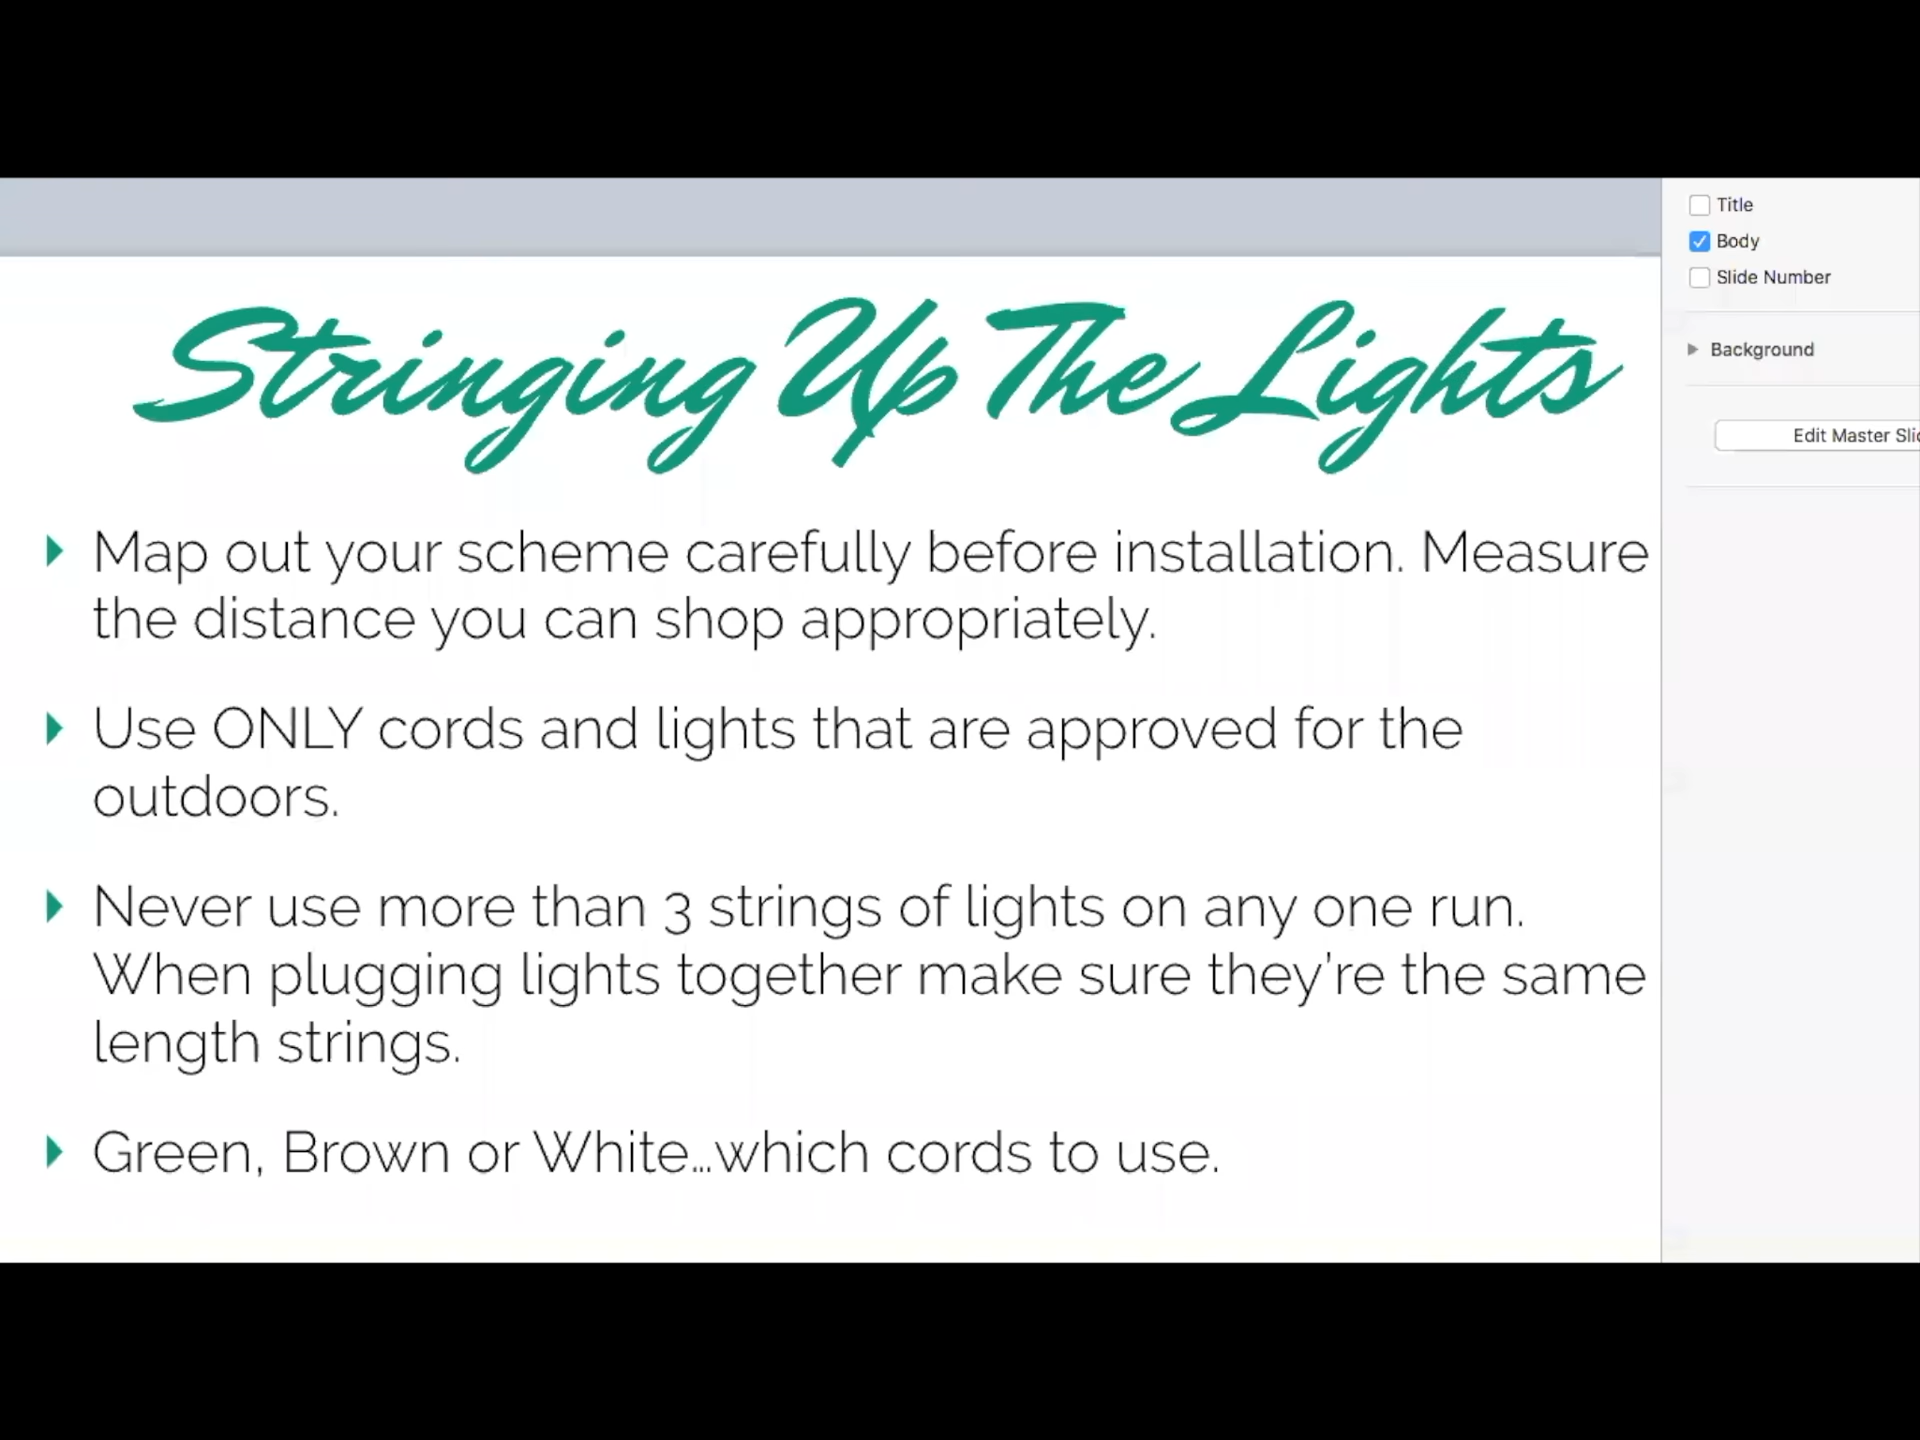 Title
Body
Slide Number
Background
Edit Master
Stringing Up The Lights
Map out your scheme carefully before installation. Measure
the distance you can shop appropriately.
Use ONLY cords and lights that are approved for the
outdoors.
Never use more than 3 strings of lights on any one run.
When plugging lights together make sure they're the same
length strings.
Green, Brown or White...which cords to use.